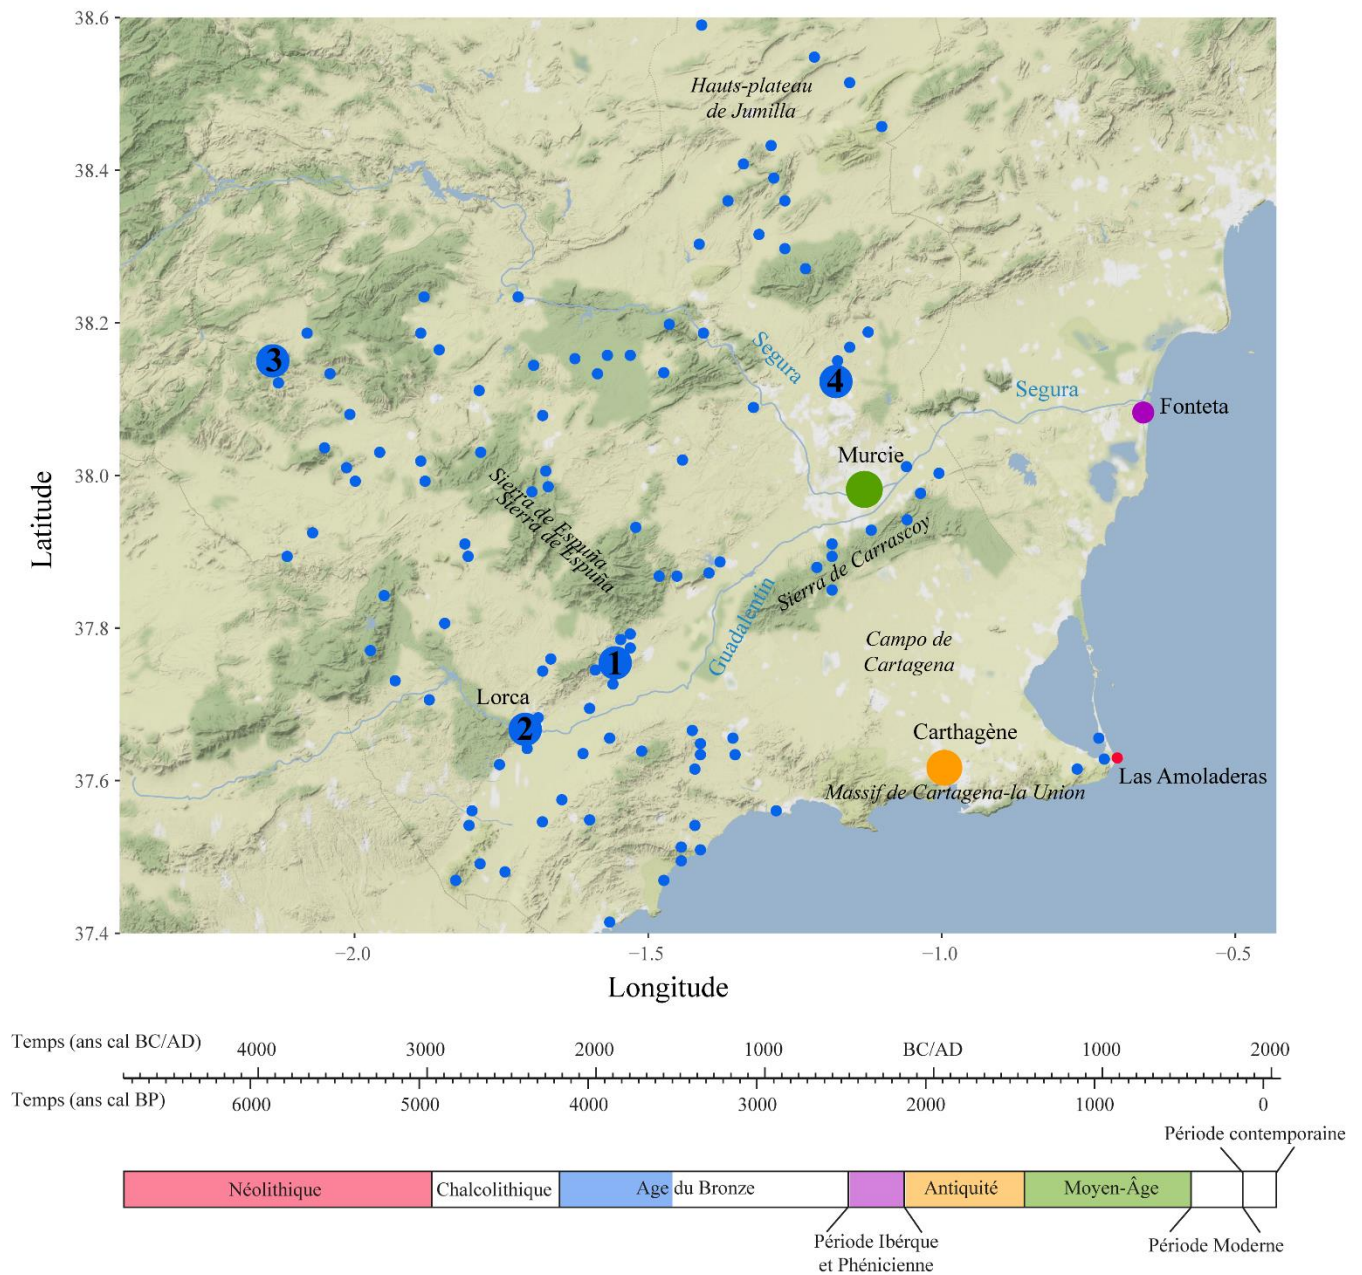 38.6
Hauts-plateau
de Jumilla
38.4
38.2
3
Segura
4
Segura
Fonteta
Murcie
38.0
Sierra de Espuña
Sierra de Espuña
Sierra de Carrascoy
Latitude
37.8
Guadalentin
Campo de
Cartagena
1
Lorca
2
Carthagène
Las Amoladeras
Massif de Cartagena-la Union
37.6
37.4
−2.0 −1.5 −1.0 −0.5
Longitude
Temps (ans cal BC/AD) 4000 3000 2000 1000 BC/AD 1000 2000
Temps (ans cal BP) 6000 5000 4000 3000 2000 1000 0
Période contemporaine
Néolithique Chalcolithique Age du Bronze Antiquité Moyen-Âge
Période Ibérque
et Phénicienne
Période Moderne